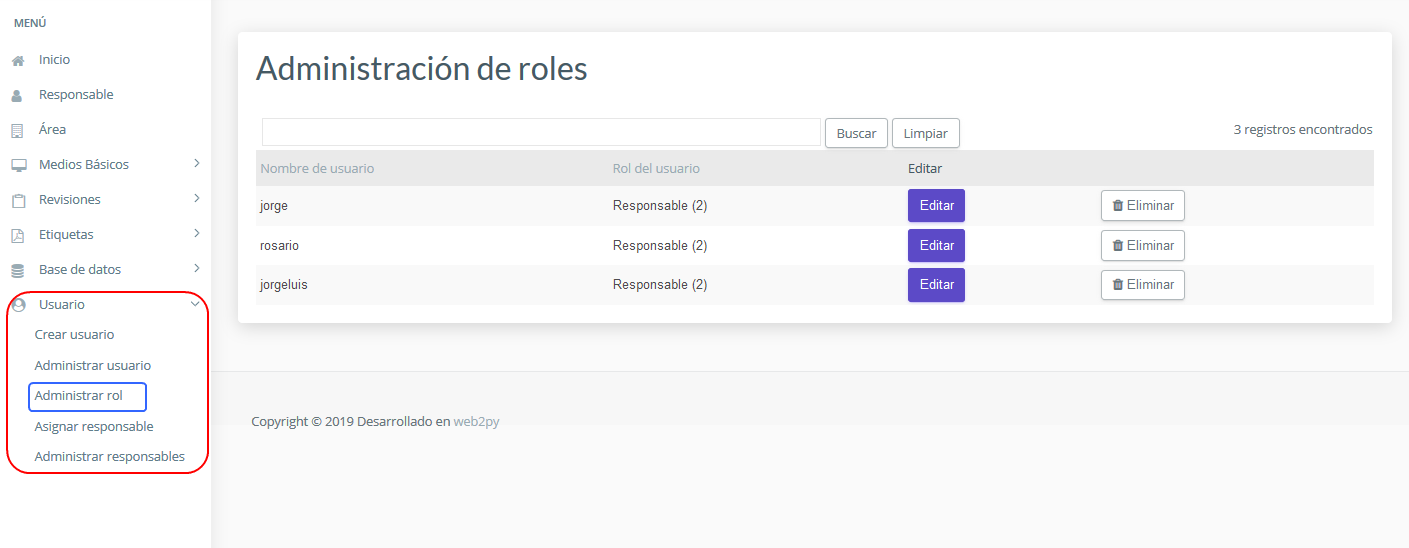 MENÚ
Inicio
Responsable
Área
Medios Básicos
Revisiones
Etiquetas
Base de datos
Usuario
Crear usuario
Administrar usuario
Administrar rol
Asignar responsable
Administrar responsables
Administración de roles
Buscar Limpiar 3 registros encontrados
Nombre de usuario Rol del usuario Editar
jorge Responsable (2) Editar Eliminar
rosario Responsable (2) Editar Eliminar
jorgeluis Responsable (2) Editar Eliminar
Copyright © 2019 Desarrollado en web2py